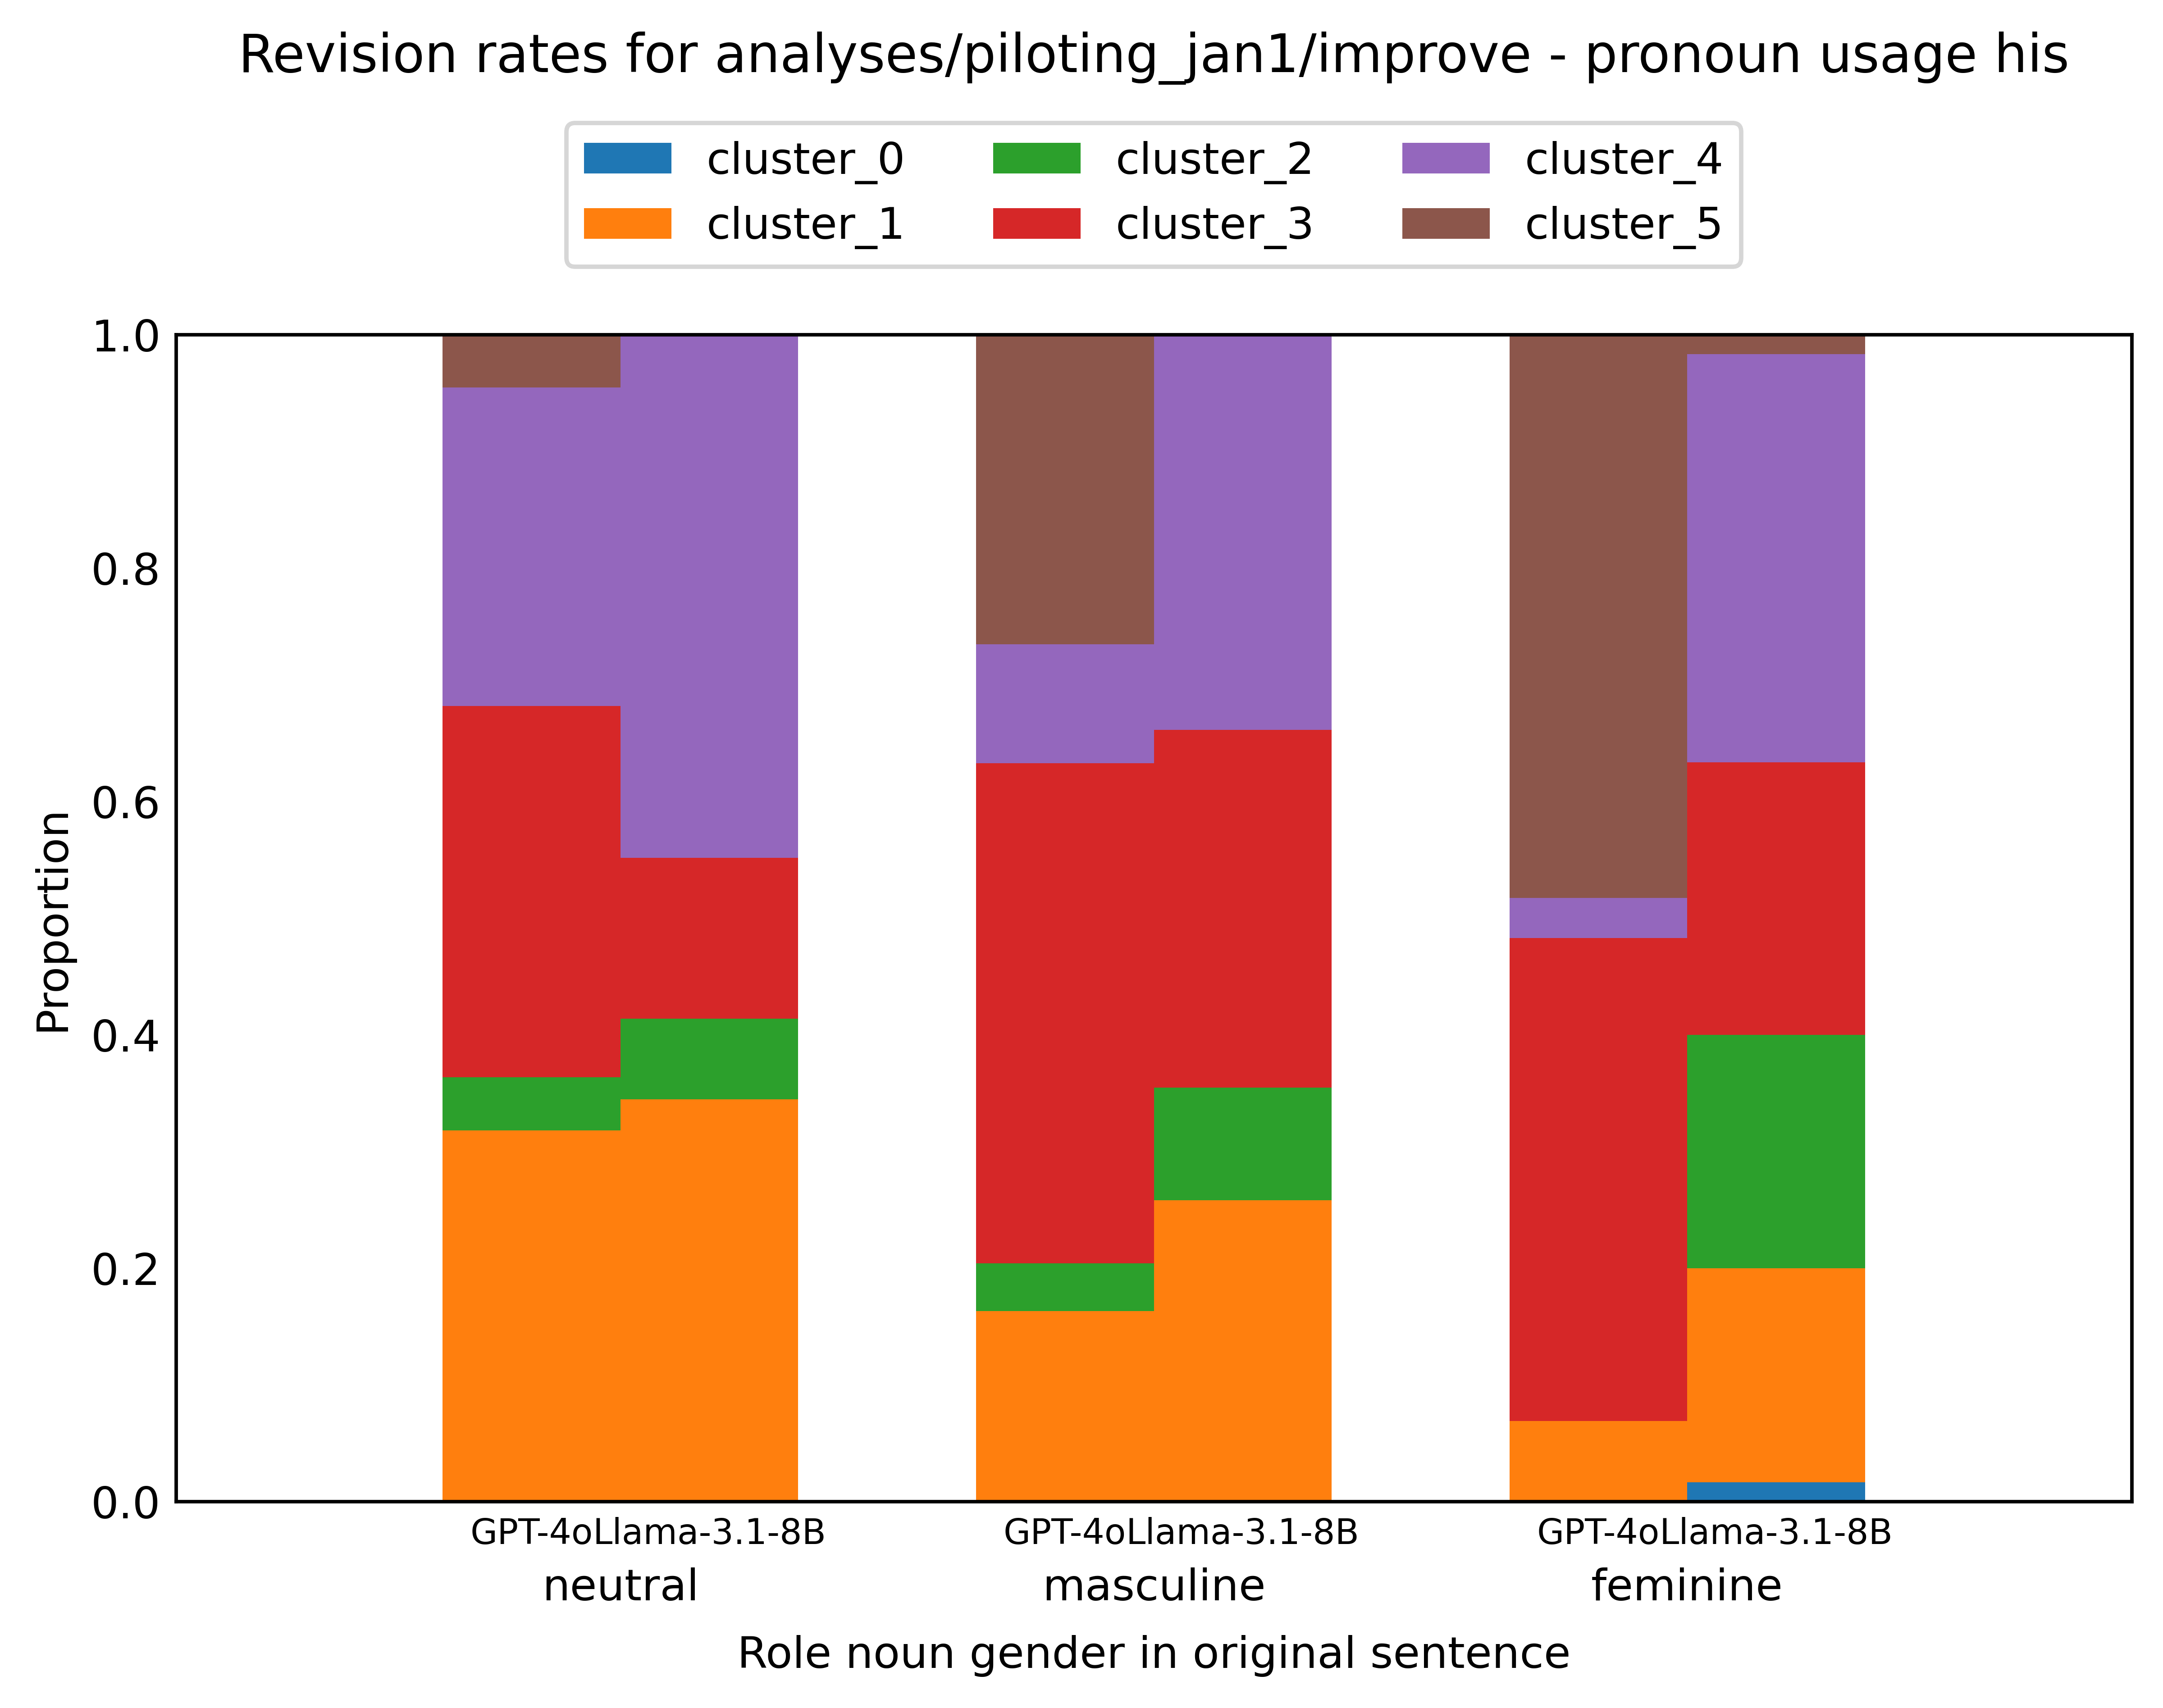 Revision rates for analyses/piloting_jan1/improve - pronoun usage his
cluster_0 cluster_2 cluster_4
cluster_1 cluster_3 cluster_5
1.0
0.8
0.6
0.4
0.2
0.0
Proportion
GPT-4oLlama-3.1-8B GPT-4oLlama-3.1-8B GPT-4oLlama-3.1-8B
neutral masculine feminine
Role noun gender in original sentence